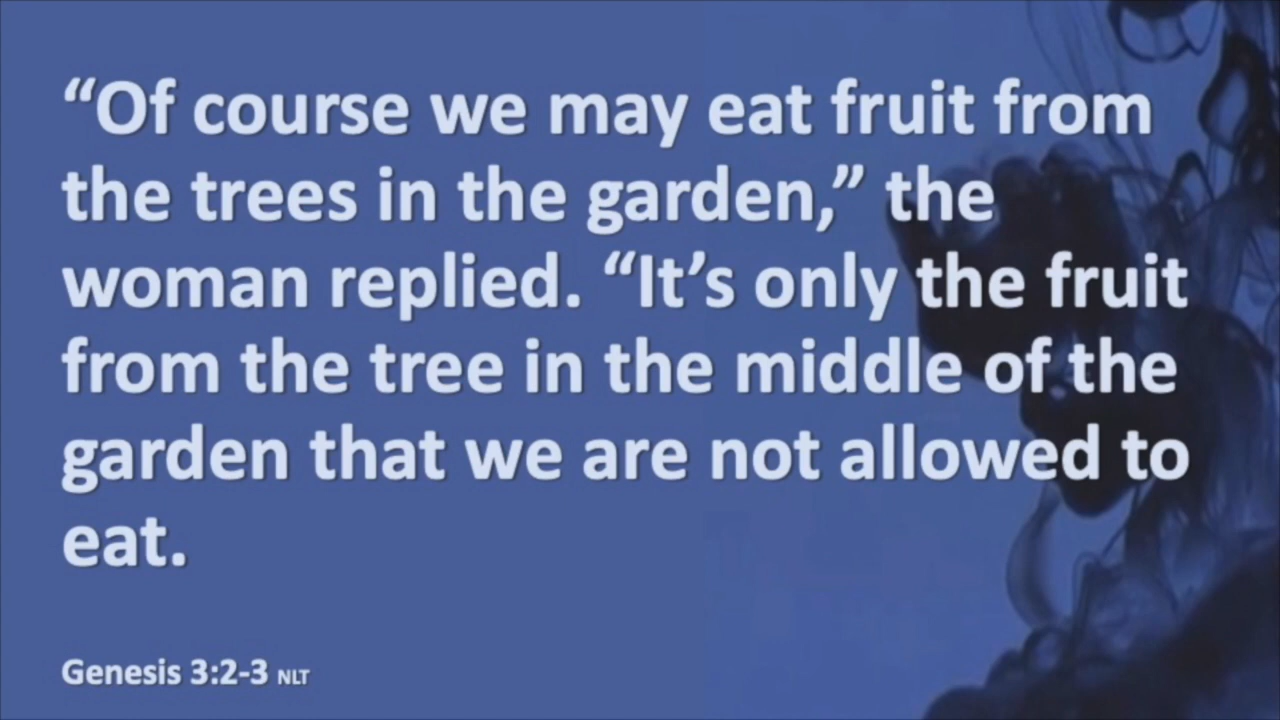 “Of course we may eat fruit from
the trees in the garden,” the
woman replied. “It’s only the fruit
from the tree in the middle of the
garden that we are not allowed to
eat.
Genesis 3:2-3 NLT